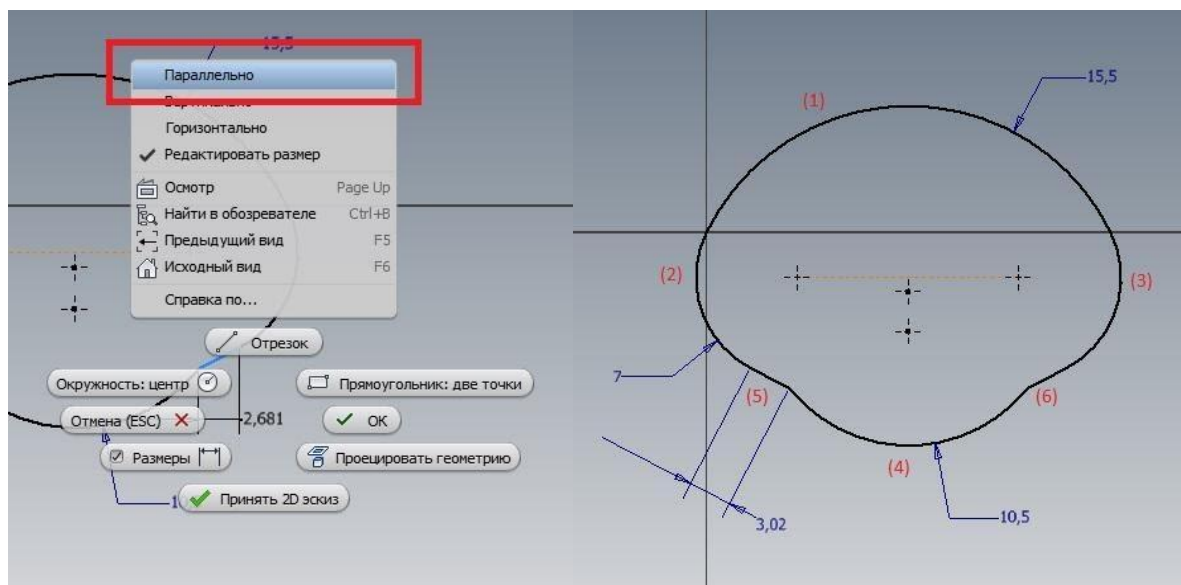 15,5
Параллельно
Вертикально
Горизонтально
Редактировать размер
Осмотр Page Up
Найти в обозревателе Ctrl+B
Предыдущий вид F5
Исходный вид F6
Справка по...
Отрезок
Окружность: центр
Прямоугольник: две точки
Отмена (ESC)
2,681
ОК
Размеры
Проецировать геометрию
Принять 2D эскиз
(1)
15,5
(2)
(3)
7
(5)
(6)
(4)
3,02
10,5